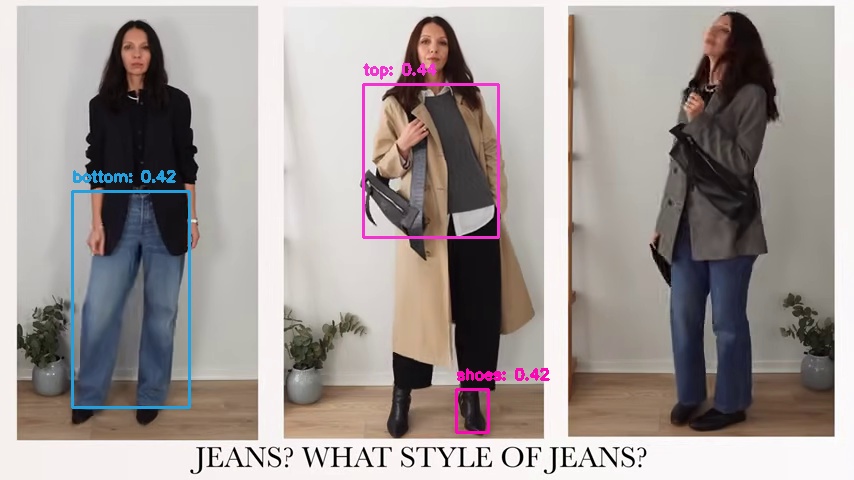 top: 0.44
bottom: 0.42
shoes: 0.42
JEANS? WHAT STYLE OF JEANS?